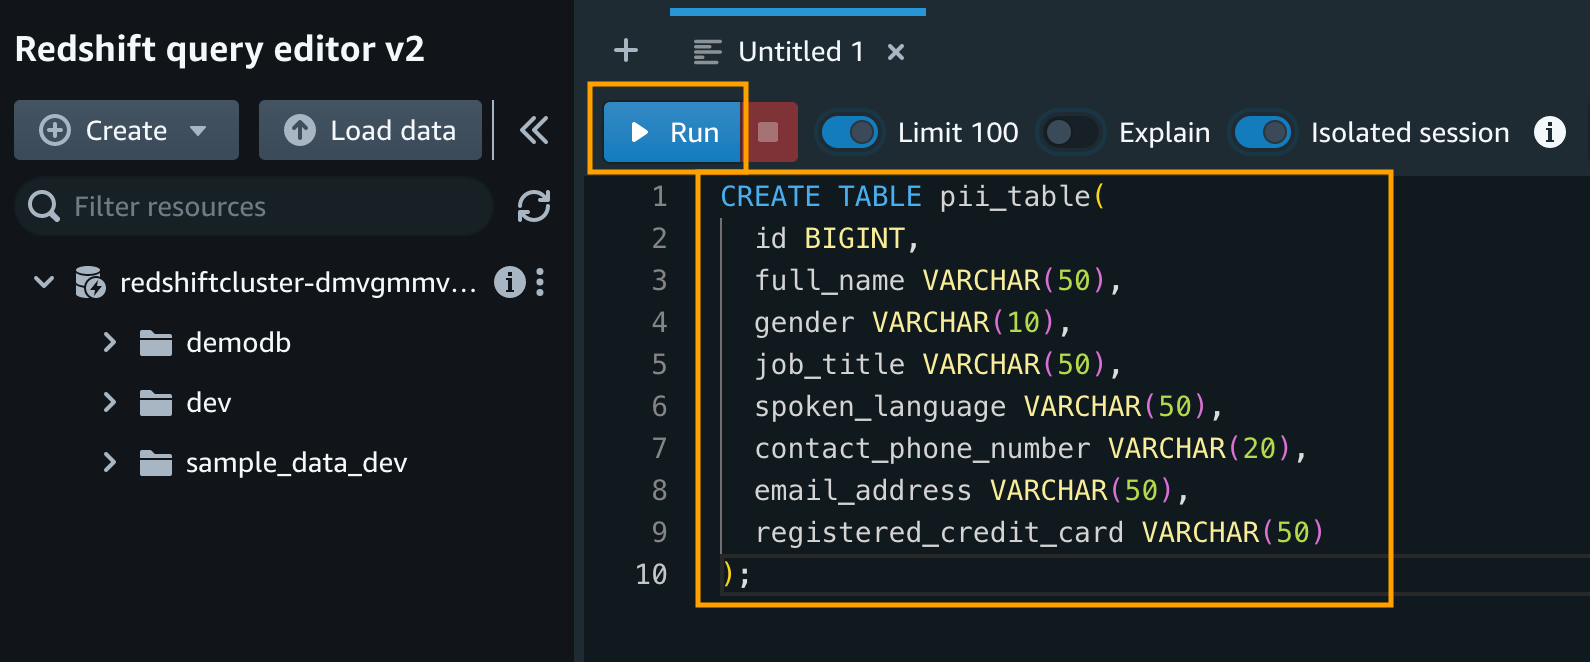 Redshift query editor v2
Create
Load data
Filter resources
redshiftcluster-dmvgmmv...
demodb
dev
sample_data_dev
Untitled 1
Run
Limit 100
Explain
Isolated session
1 CREATE TABLE pii_table(
2 id BIGINT,
3 full_name VARCHAR(50),
4 gender VARCHAR(10),
5 job_title VARCHAR(50),
6 spoken_language VARCHAR(50),
7 contact_phone_number VARCHAR(20),
8 email_address VARCHAR(50),
9 registered_credit_card VARCHAR(50)
10 );